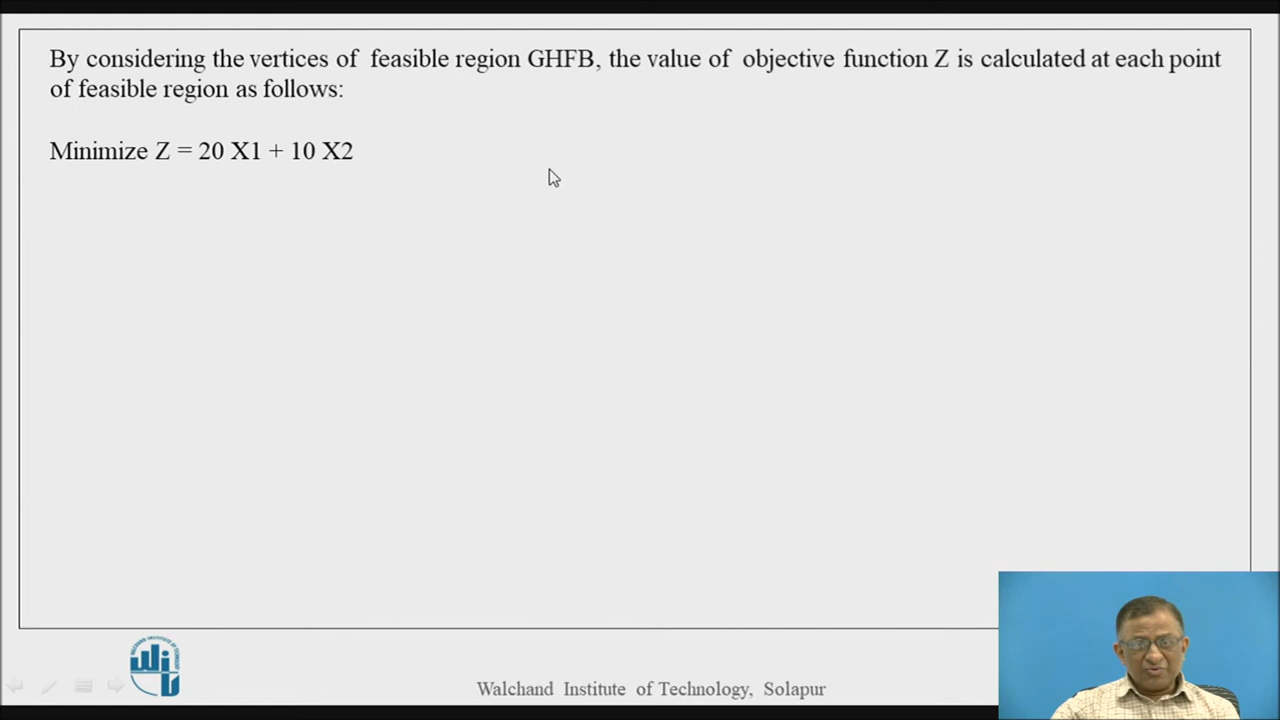 By considering the vertices of feasible region GHFB, the value of objective function Z is calculated at each point
of feasible region as follows:
Minimize Z = 20 X1 + 10 X2
Walchand Institute of Technology, Solapur